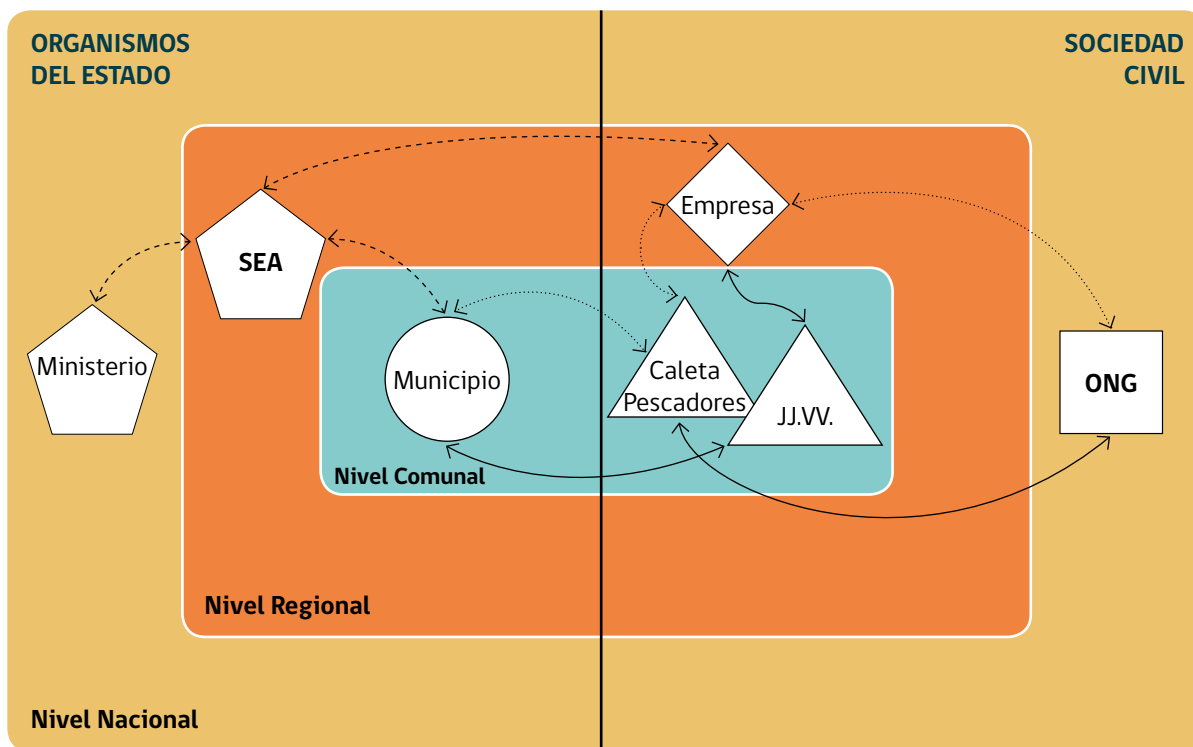 ORGANISMOS
DEL ESTADO
SOCIEDAD
CIVIL
Empresa
SEA
Ministerio
Municipio
Caleta
Pescadores
JJ.VV.
ONG
Nivel Comunal
Nivel Regional
Nivel Nacional